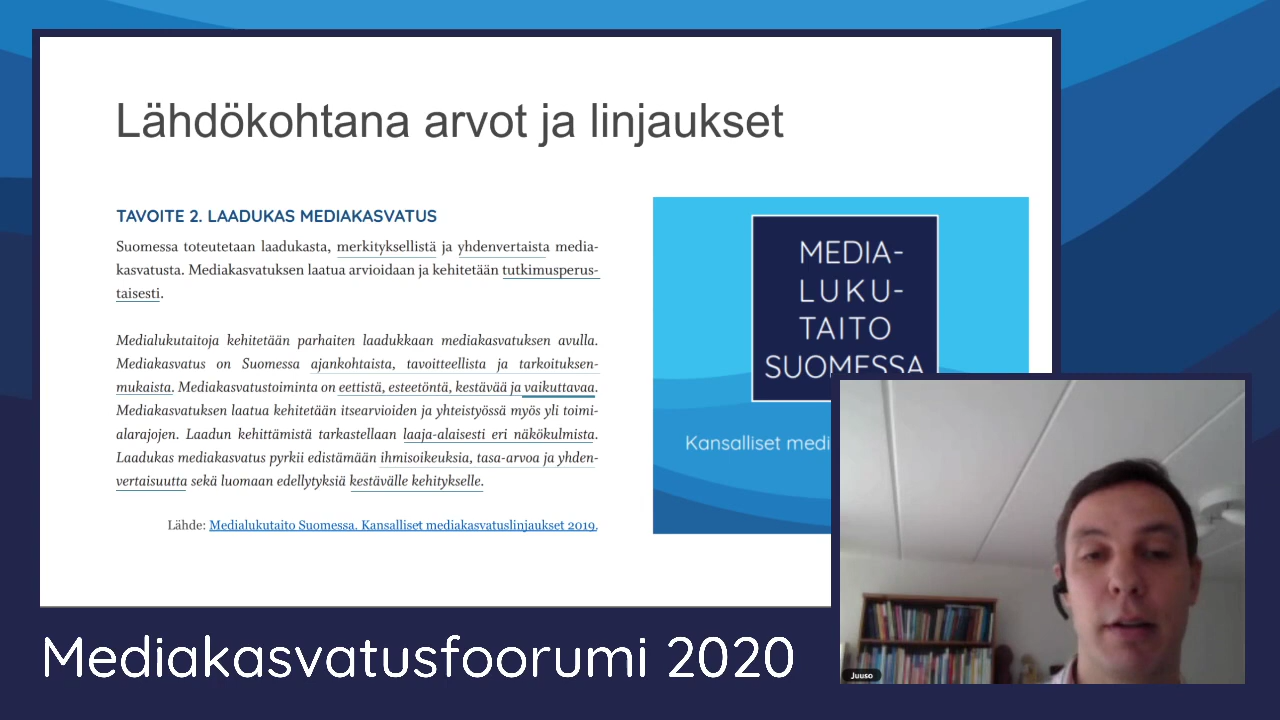 Lähdökohtana arvot ja linjaukset
TAVOITE 2. LAADUKAS MEDIAKASVATUS
Suomessa toteutetaan laadukasta, merkityksellistä ja yhdenvertaista media-
kasvatusta. Mediakasvatuksen laatua arvioidaan ja kehitetään tutkimusperus-
taisesti.
Medialukutaitoja kehitetään parhaiten laadukkaan mediakasvatuksen avulla.
Mediakasvatus on Suomessa ajankohtaista, tavoitteellista ja tarkoituksen-
mukaista. Mediakasvatustoiminta on eettistä, esteetöntä, kestävää ja vaikuttavaa.
Mediakasvatuksen laatua kehitetään itsearvioiden ja yhteistyössä myös yli toimi-
alarajojen. Laadun kehittämistä tarkastellaan laaja-alaisesti eri näkökulmista.
Laadukas mediakasvatus pyrkii edistämään ihmisoikeuksia, tasa-arvoa ja yhden-
vertaisuutta sekä luomaan edellytyksiä kestävälle kehitykselle.
Lähde: Medialukutaito Suomessa. Kansalliset mediakasvatuslinjaukset 2019.
MEDIA-
LUKU-
TAITO
SUOMESSA
Kansalliset medi
Juuso
Mediakasvatusfoorumi 2020